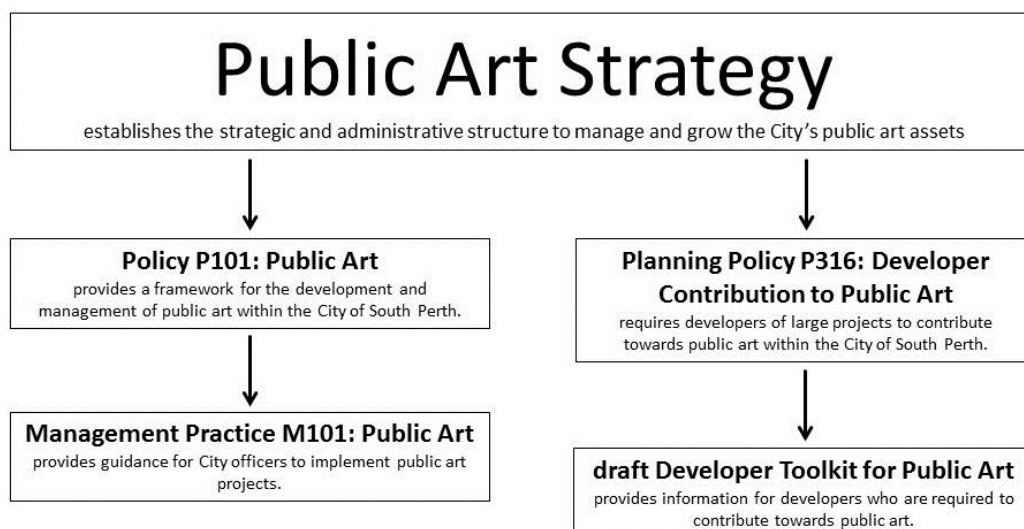 Public Art Strategy
establishes the strategic and administrative structure to manage and grow the City's public art assets
Policy P101: Public Art
provides a framework for the development and
management of public art within the City of South Perth.
Management Practice M101: Public Art
provides guidance for City officers to implement public art
projects.
Planning Policy P316: Developer
Contribution to Public Art
requires developers of large projects to contribute
towards public art within the City of South Perth.
draft Developer Toolkit for Public Art
provides information for developers who are required to
contribute towards public art.